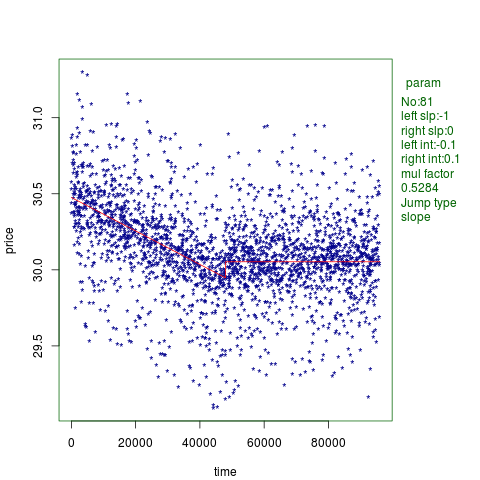 param
No:81
left slp:-1
right slp:0
left int:-0.1
right int:0.1
mul factor
0.5284
Jump type
slope
price
31.0
30.5
30.0
29.5
0 20000 40000 60000 80000
time